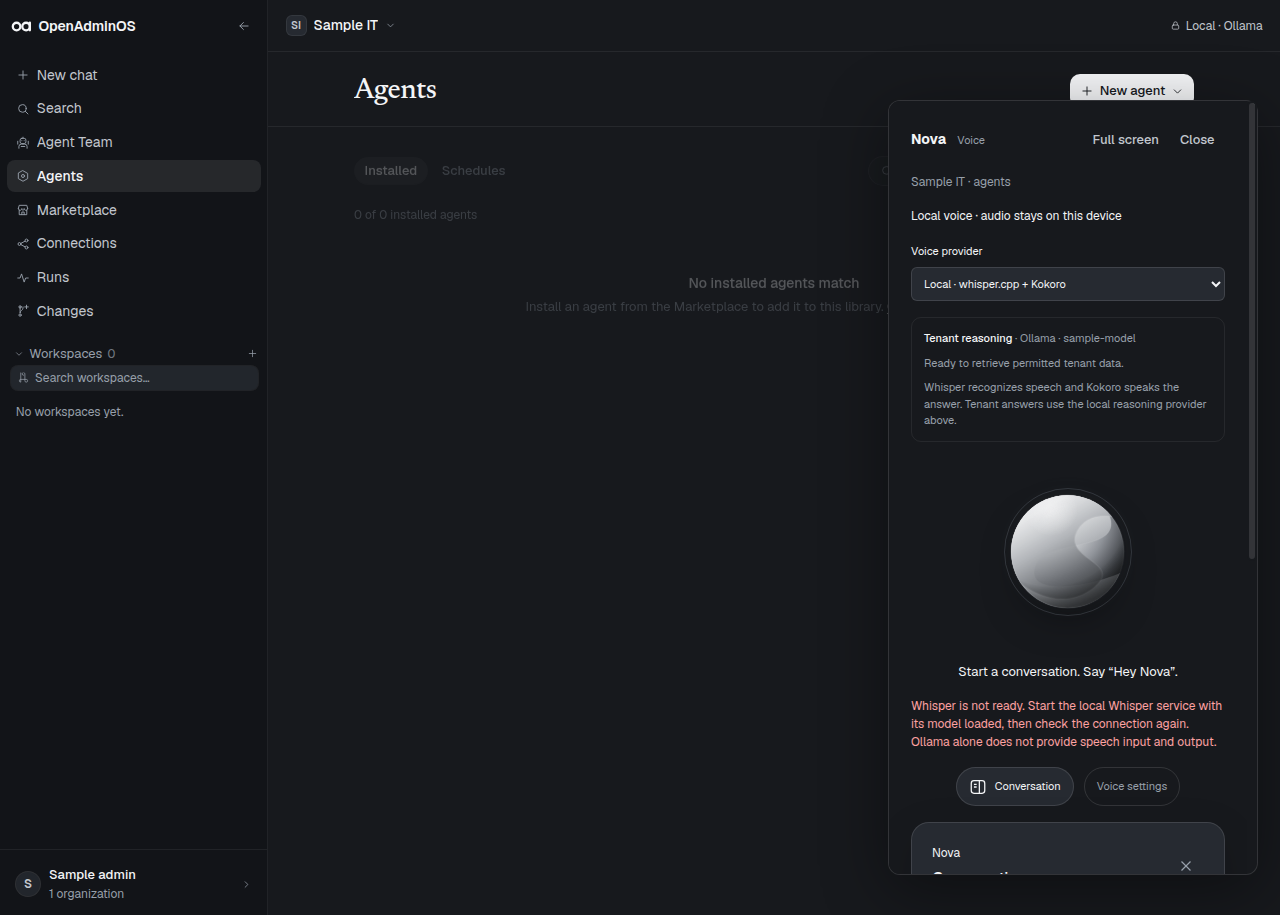 OpenAdminOS
New chat
Search
Agent Team
Agents
Marketplace
Connections
Runs
Changes
Workspaces 0
Search workspaces...
No workspaces yet.
S
Sample admin
1 organization
SI
Sample IT
Local · Ollama
Agents
New agent
Installed
Schedules
0 of 0 installed agents
No installed agents match
Install an agent from the Marketplace to add it to this library.
Nova Voice
Full screen
Close
Sample IT · agents
Local voice · audio stays on this device
Voice provider
Local · whisper.cpp + Kokoro
Tenant reasoning · Ollama · sample-model
Ready to retrieve permitted tenant data.
Whisper recognizes speech and Kokoro speaks the
answer. Tenant answers use the local reasoning provider
above.
Start a conversation. Say “Hey Nova”.
Whisper is not ready. Start the local Whisper service with
its model loaded, then check the connection again.
Ollama alone does not provide speech input and output.
Conversation
Voice settings
Nova